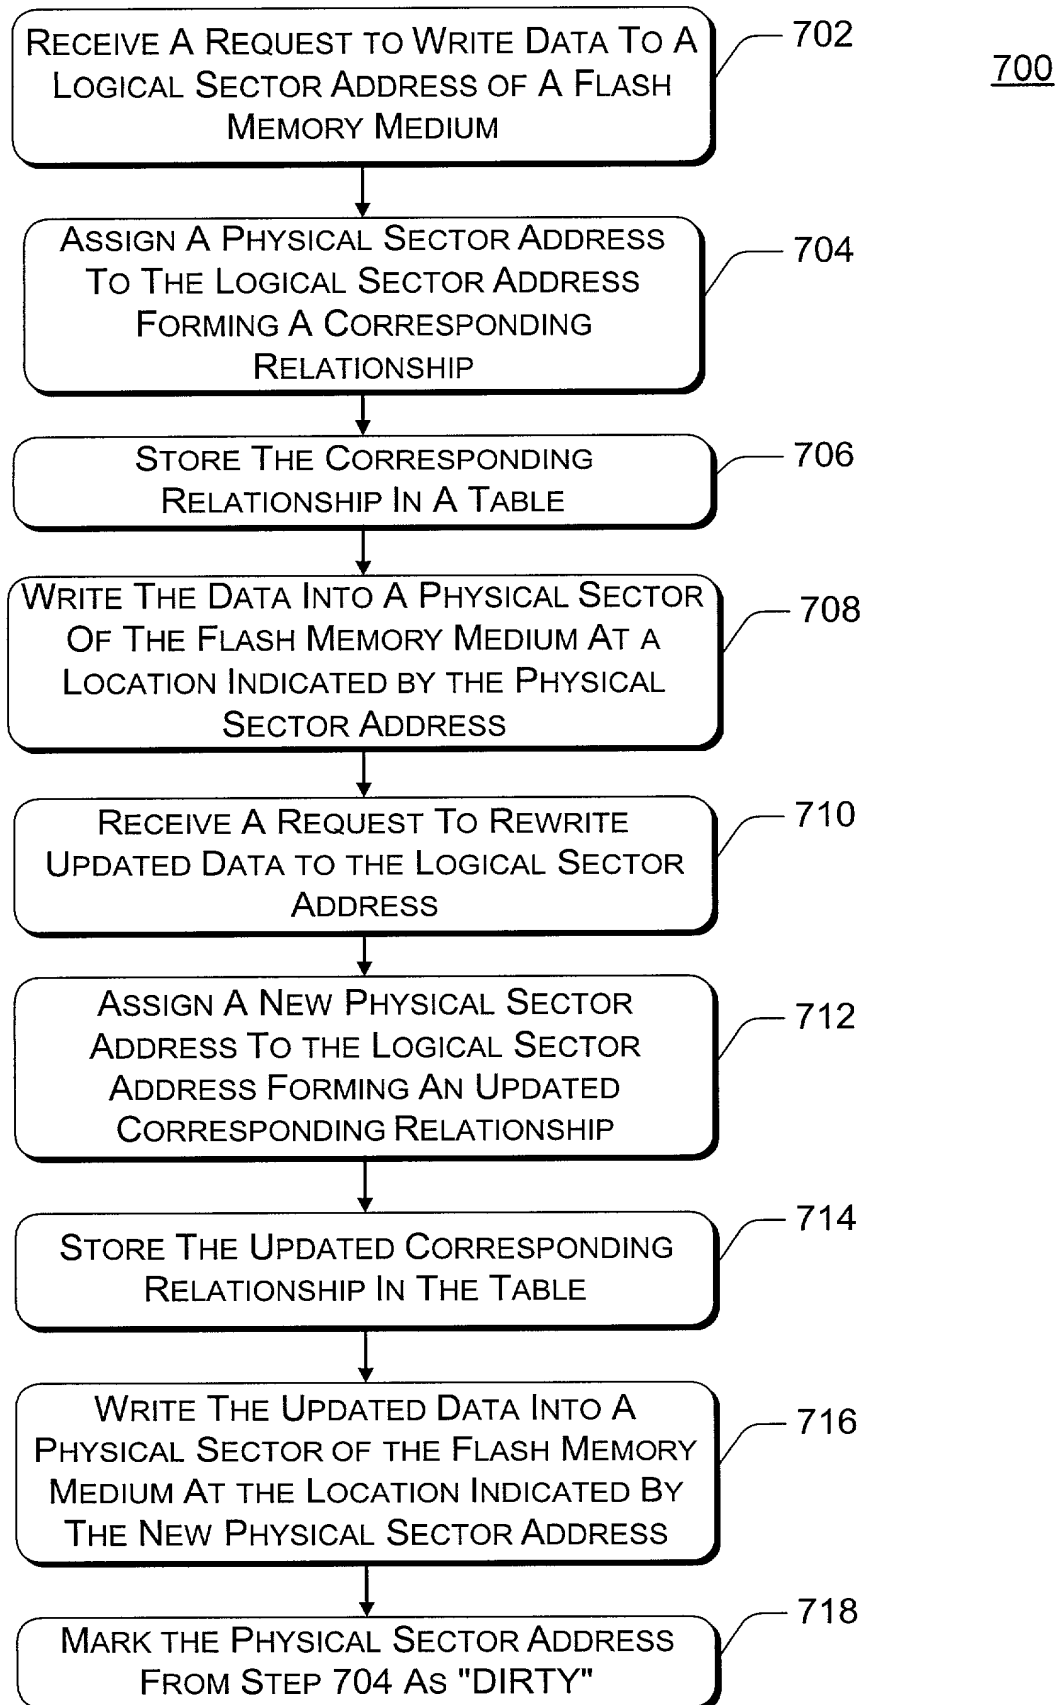 RECEIVE A REQUEST TO WRITE DATA TO A
LOGICAL SECTOR ADDRESS OF A FLASH
MEMORY MEDIUM
702
700
ASSIGN A PHYSICAL SECTOR ADDRESS
TO THE LOGICAL SECTOR ADDRESS
FORMING A CORRESPONDING
RELATIONSHIP
704
STORE THE CORRESPONDING
RELATIONSHIP IN A TABLE
706
WRITE THE DATA INTO A PHYSICAL SECTOR
OF THE FLASH MEMORY MEDIUM AT A
LOCATION INDICATED BY THE PHYSICAL
SECTOR ADDRESS
708
RECEIVE A REQUEST TO REWRITE
UPDATED DATA TO THE LOGICAL SECTOR
ADDRESS
710
ASSIGN A NEW PHYSICAL SECTOR
ADDRESS TO THE LOGICAL SECTOR
ADDRESS FORMING AN UPDATED
CORRESPONDING RELATIONSHIP
712
STORE THE UPDATED CORRESPONDING
RELATIONSHIP IN THE TABLE
714
WRITE THE UPDATED DATA INTO A
PHYSICAL SECTOR OF THE FLASH MEMORY
MEDIUM AT THE LOCATION INDICATED BY
THE NEW PHYSICAL SECTOR ADDRESS
716
MARK THE PHYSICAL SECTOR ADDRESS
FROM STEP 704 AS "DIRTY"
718